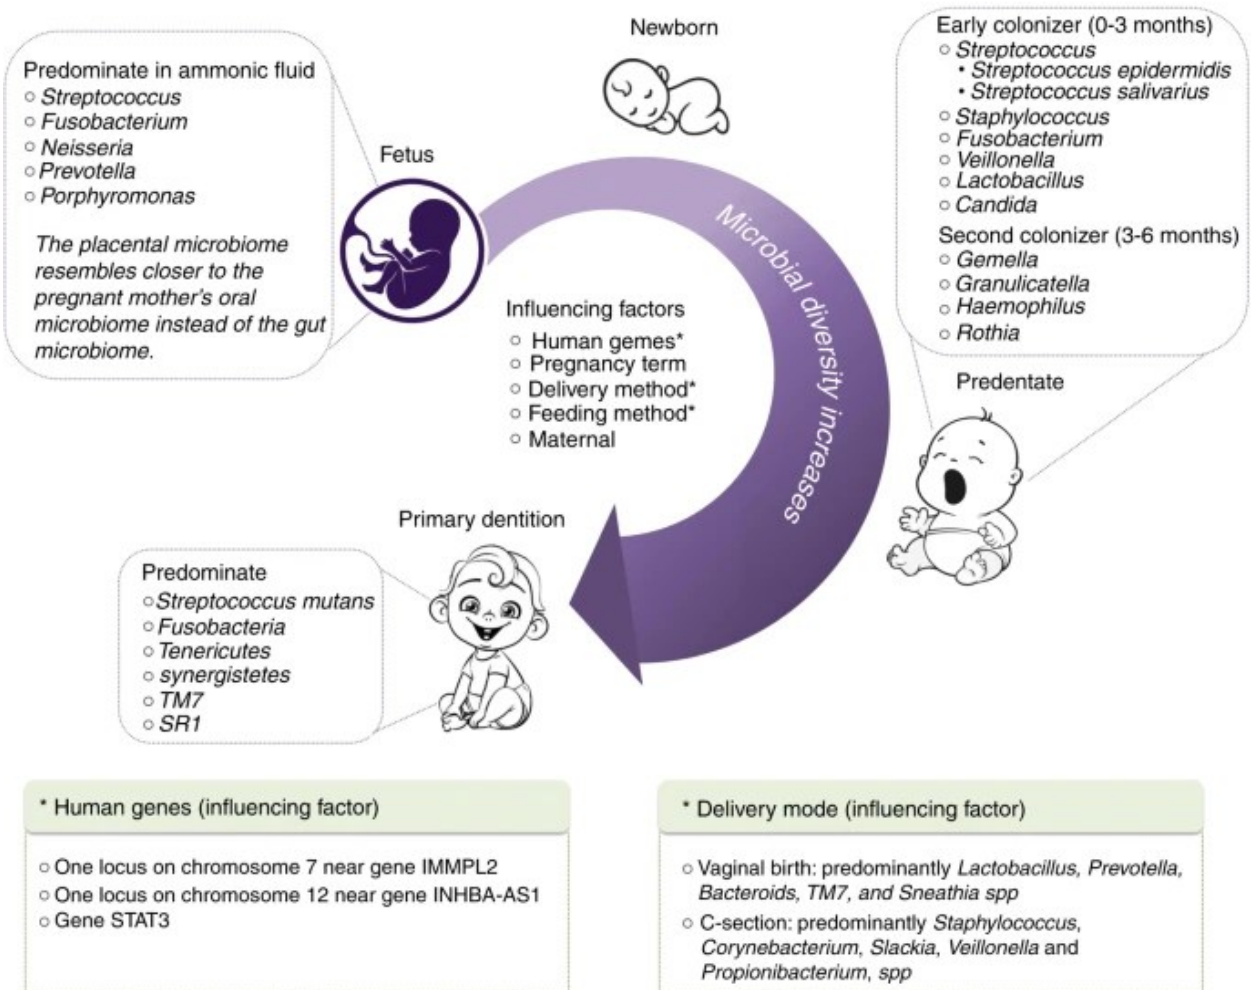 Newborn
Predominate in ammonic fluid
○ Streptococcus
○ Fusobacterium
○ Neisseria
○ Prevotella
○ Porphyromonas
The placental microbiome
resembles closer to the
pregnant mother's oral
microbiome instead of the gut
microbiome.
Fetus
Early colonizer (0-3 months)
○ Streptococcus
• Streptococcus epidermidis
• Streptococcus salivarius
○ Staphylococcus
○ Fusobacterium
○ Veillonella
○ Lactobacillus
○ Candida
Second colonizer (3-6 months)
○ Gemella
○ Granulicatella
○ Haemophilus
○ Rothia
Predentate
Microbial diversity increases
Influencing factors
○ Human gemes*
○ Pregnancy term
○ Delivery method*
○ Feeding method*
○ Maternal
Primary dentition
Predominate
○ Streptococcus mutans
○ Fusobacteria
○ Tenericutes
○ synergistetes
○ TM7
○ SR1
* Human genes (influencing factor)
○ One locus on chromosome 7 near gene IMMPL2
○ One locus on chromosome 12 near gene INHBA-AS1
○ Gene STAT3
* Delivery mode (influencing factor)
○ Vaginal birth: predominantly Lactobacillus, Prevotella,
Bacteroids, TM7, and Sneathia spp
○ C-section: predominantly Staphylococcus,
Corynebacterium, Slackia, Veillonella and
Propionibacterium, spp